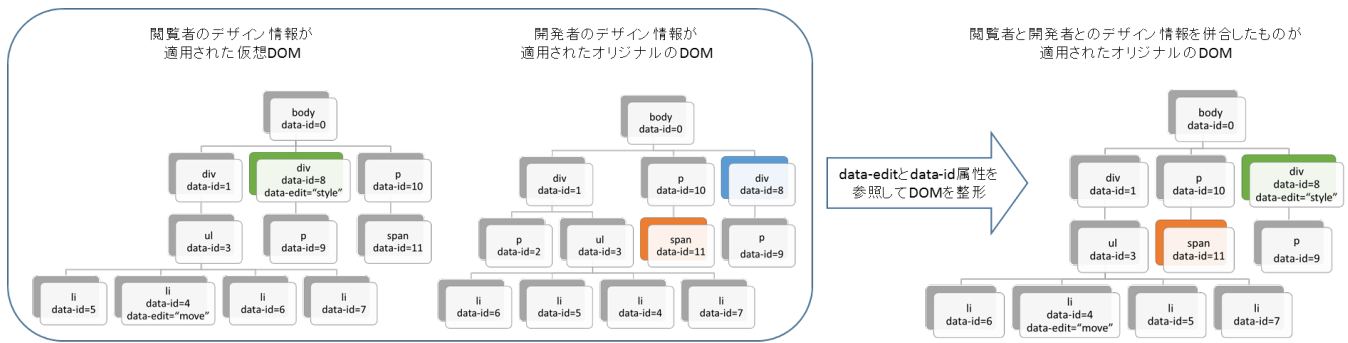 閲覧者のデザイン情報が
適用された仮想DOM
body
data-id=0
div
data-id=1
div
data-id=8
data-edit="style"
p
data-id=10
ul
data-id=3
p
data-id=9
span
data-id=11
li
data-id=5
li
data-id=4
data-edit="move"
li
data-id=6
li
data-id=7
開発者のデザイン情報が
適用されたオリジナルのDOM
body
data-id=0
div
data-id=1
p
data-id=10
div
data-id=8
p
data-id=2
ul
data-id=3
span
data-id=11
p
data-id=9
li
data-id=6
li
data-id=5
li
data-id=4
li
data-id=7
data-editとdata-id属性を
参照してDOMを整形
閲覧者と開発者とのデザイン情報を併合したものが
適用されたオリジナルのDOM
body
data-id=0
div
data-id=1
p
data-id=10
div
data-id=8
data-edit="style"
ul
data-id=3
span
data-id=11
p
data-id=9
li
data-id=6
li
data-id=4
data-edit="move"
li
data-id=5
li
data-id=7